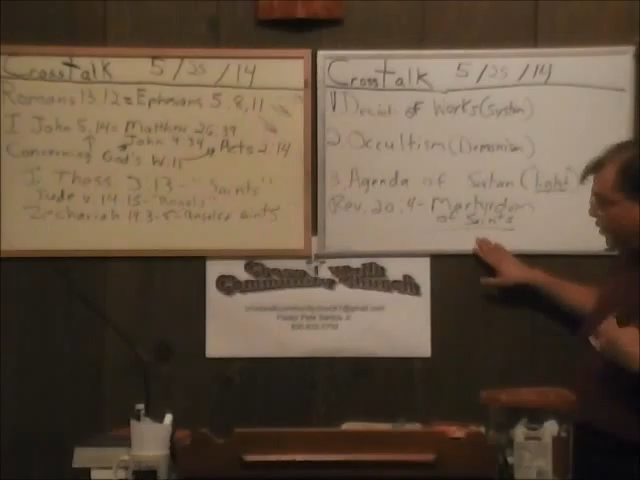 Crosstalk 5/25/14
Romans 13:12 = Ephesians 5, 8, 11
I John 5,14 = Matthew 26 39
John 4 34
Concerning God's Will Acts 2 14
I Thess 3 13 - "Saints"
Jude v. 14 15 - "Angels"
Zechariah 14 3-5 =
Crosstalk 5/25/14
1. Denial of Works (System)
2. Occultism (Demonism)
3. Agenda of Satan ("Light")
(Rev. 20, 4 - Martyrdom
of Saints
Crosswalk
Community Church